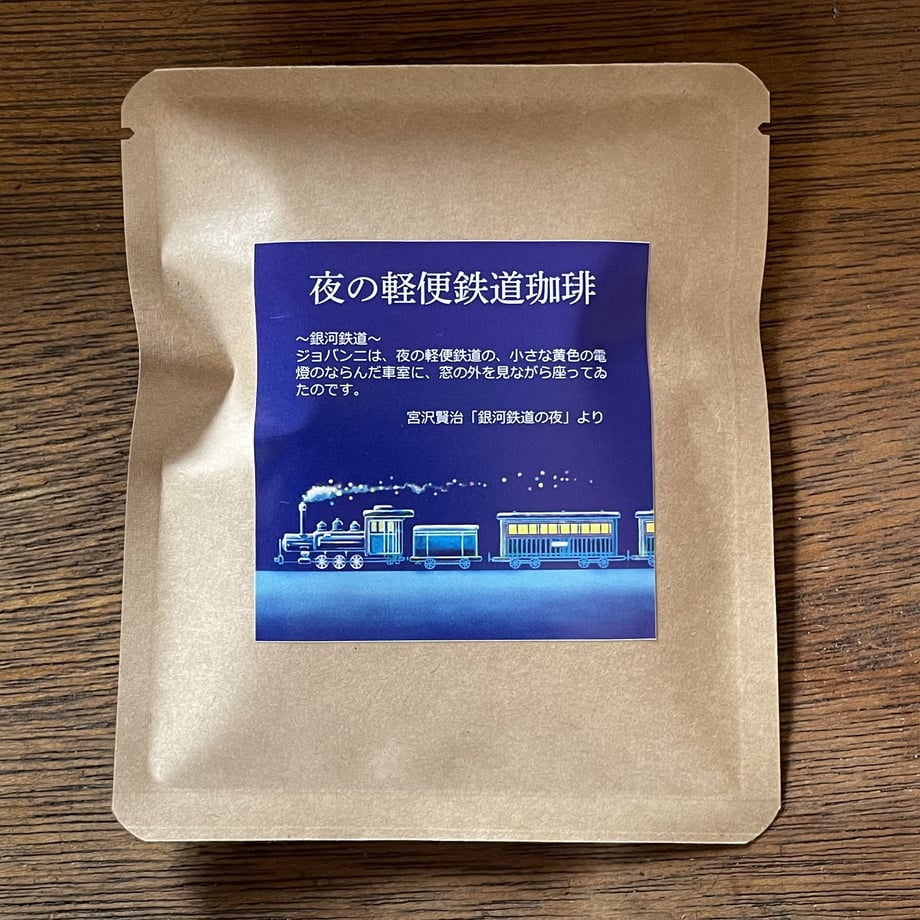 夜の軽便鉄道珈琲
〜銀河鉄道〜
ジョバンニは、夜の軽便鉄道の、小さな黄色の電
燈のならんだ車室に、窓の外を見ながら座ってゐ
たのです。
宮沢賢治「銀河鉄道の夜」より